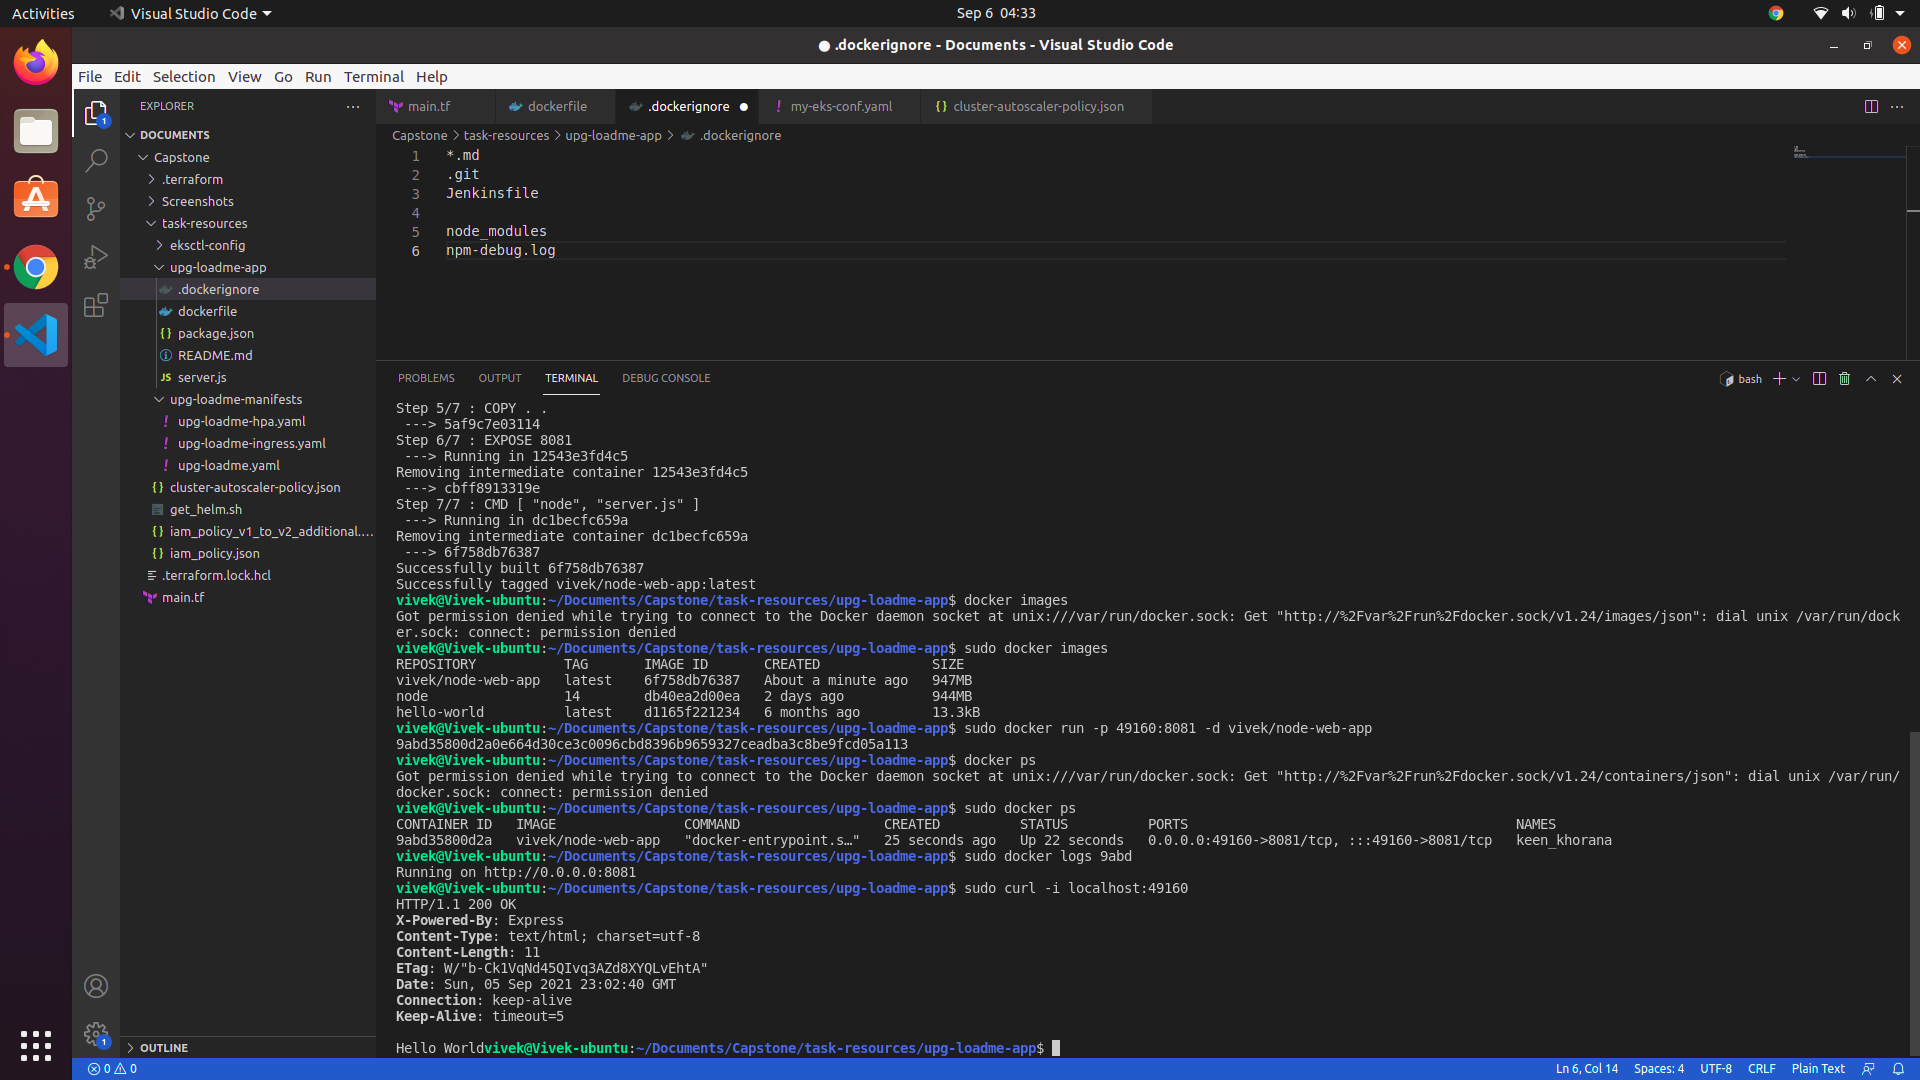 Activities
Visual Studio Code
Sep 6 04:33
● .dockerignore - Documents - Visual Studio Code
File Edit Selection View Go Run Terminal Help
EXPLORER
DOCUMENTS
Capstone
.terraform
Screenshots
task-resources
eksctl-config
upg-loadme-app
.dockerignore
dockerfile
package.json
README.md
server.js
upg-loadme-manifests
upg-loadme-hpa.yaml
upg-loadme-ingress.yaml
upg-loadme.yaml
cluster-autoscaler-policy.json
get_helm.sh
iam_policy_v1_to_v2_additional....
iam_policy.json
.terraform.lock.hcl
main.tf
OUTLINE
main.tf dockerfile .dockerignore my-eks-conf.yaml cluster-autoscaler-policy.json
Capstone > task-resources > upg-loadme-app > .dockerignore
1 *.md
2 .git
3 Jenkinsfile
4
5 node_modules
6 npm-debug.log
PROBLEMS OUTPUT TERMINAL DEBUG CONSOLE
bash
Step 5/7 : COPY . .
 ---> 5af9c7e03114
Step 6/7 : EXPOSE 8081
 ---> Running in 12543e3fd4c5
Removing intermediate container 12543e3fd4c5
 ---> cbff8913319e
Step 7/7 : CMD [ "node", "server.js" ]
 ---> Running in dc1becfc659a
Removing intermediate container dc1becfc659a
 ---> 6f758db76387
Successfully built 6f758db76387
Successfully tagged vivek/node-web-app:latest
vivek@Vivek-ubuntu:~/Documents/Capstone/task-resources/upg-loadme-app$ docker images
Got permission denied while trying to connect to the Docker daemon socket at unix:///var/run/docker.sock: Get "http://%2Fvar%2Frun%2Fdocker.sock/v1.24/images/json": dial unix /var/run/dock
er.sock: connect: permission denied
vivek@Vivek-ubuntu:~/Documents/Capstone/task-resources/upg-loadme-app$ sudo docker images
REPOSITORY TAG IMAGE ID CREATED SIZE
vivek/node-web-app latest 6f758db76387 About a minute ago 947MB
node 14 db40ea2d00ea 2 days ago 944MB
hello-world latest d1165f221234 6 months ago 13.3kB
vivek@Vivek-ubuntu:~/Documents/Capstone/task-resources/upg-loadme-app$ sudo docker run -p 49160:8081 -d vivek/node-web-app
9abd35800d2a0e664d30ce3c0096cbd8396b9659327ceadba3c8be9fcd05a113
vivek@Vivek-ubuntu:~/Documents/Capstone/task-resources/upg-loadme-app$ docker ps
Got permission denied while trying to connect to the Docker daemon socket at unix:///var/run/docker.sock: Get "http://%2Fvar%2Frun%2Fdocker.sock/v1.24/containers/json": dial unix /var/run/
docker.sock: connect: permission denied
vivek@Vivek-ubuntu:~/Documents/Capstone/task-resources/upg-loadme-app$ sudo docker ps
CONTAINER ID IMAGE COMMAND CREATED STATUS PORTS NAMES
9abd35800d2a vivek/node-web-app "docker-entrypoint.s…" 25 seconds ago Up 22 seconds 0.0.0.0:49160->8081/tcp, :::49160->8081/tcp keen_khorana
vivek@Vivek-ubuntu:~/Documents/Capstone/task-resources/upg-loadme-app$ sudo docker logs 9abd
Running on http://0.0.0.0:8081
vivek@Vivek-ubuntu:~/Documents/Capstone/task-resources/upg-loadme-app$ sudo curl -i localhost:49160
HTTP/1.1 200 OK
X-Powered-By: Express
Content-Type: text/html; charset=utf-8
Content-Length: 11
ETag: W/"b-Ck1VqNd45QIvq3AZd8XYQLvEhtA"
Date: Sun, 05 Sep 2021 23:02:40 GMT
Connection: keep-alive
Keep-Alive: timeout=5
Hello Worldvivek@Vivek-ubuntu:~/Documents/Capstone/task-resources/upg-loadme-app$
0 0
Ln 6, Col 14 Spaces: 4 UTF-8 CRLF Plain Text